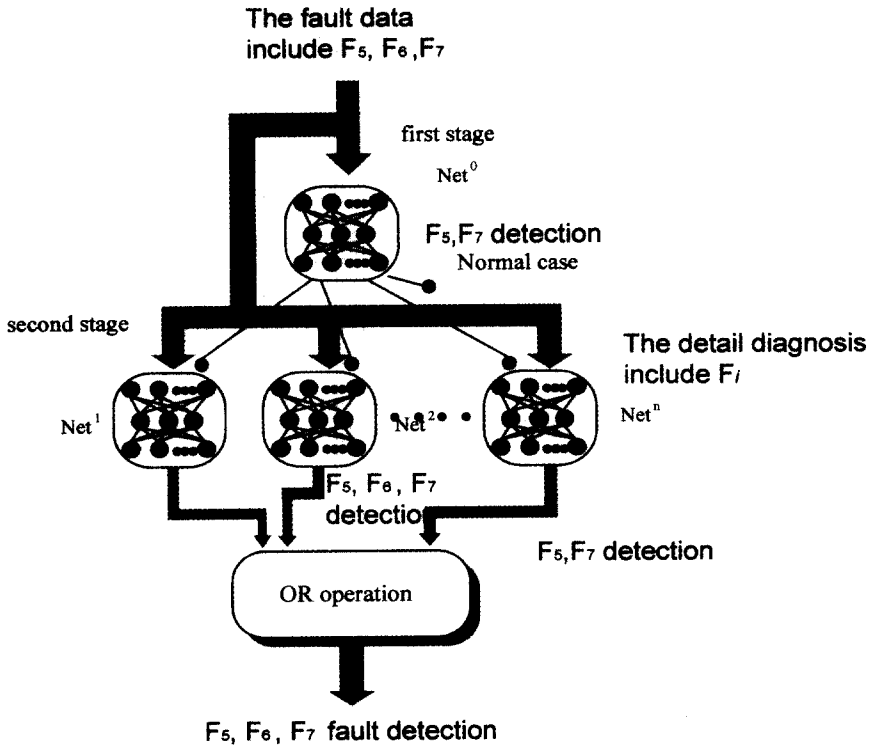 The fault data
include F5, F6 ,F7
first stage
Net0
F5,F7 detection
Normal case
second stage
The detail diagnosis
include Fi
Net1
Net2
Netn
F5, F6 , F7
detection
F5,F7 detection
OR operation
F5, F6 , F7 fault detection